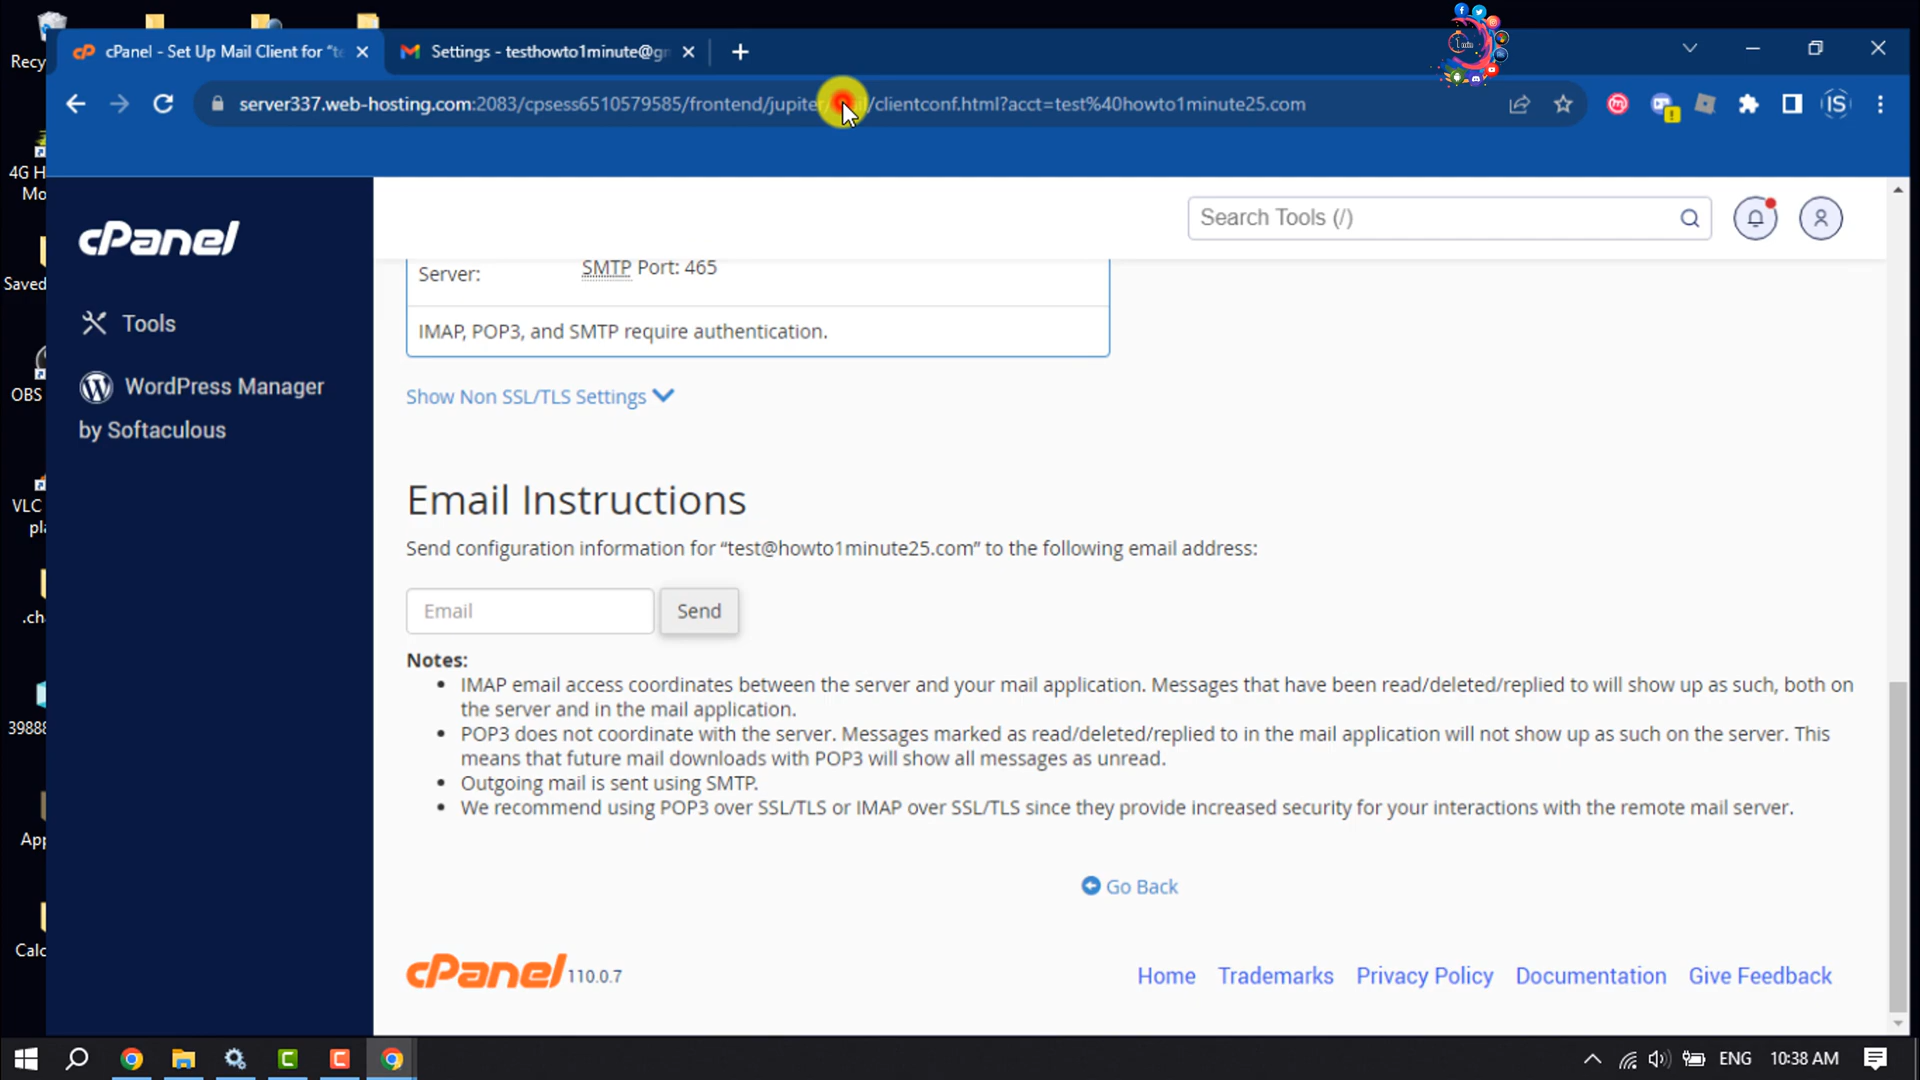 Recy
cPanel - Set Up Mail Client for "te
Settings - testhowto1minute@gr
server337.web-hosting.com:2083/cpsess6510579585/frontend/jupiter/mail/clientconf.html?acct=test%40howto1minute25.com
IS
4G H
Mo
Saved
OBS
VLC
pla
.cha
39888
App
Calc
cPanel
Tools
WordPress Manager
by Softaculous
Search Tools (/)
Server:
SMTP Port: 465
IMAP, POP3, and SMTP require authentication.
Show Non SSL/TLS Settings
Email Instructions
Send configuration information for “test@howto1minute25.com” to the following email address:
Email
Send
Notes:
IMAP email access coordinates between the server and your mail application. Messages that have been read/deleted/replied to will show up as such, both on
the server and in the mail application.
POP3 does not coordinate with the server. Messages marked as read/deleted/replied to in the mail application will not show up as such on the server. This
means that future mail downloads with POP3 will show all messages as unread.
Outgoing mail is sent using SMTP.
We recommend using POP3 over SSL/TLS or IMAP over SSL/TLS since they provide increased security for your interactions with the remote mail server.
Go Back
cPanel 110.0.7
Home
Trademarks
Privacy Policy
Documentation
Give Feedback
ENG
10:38 AM